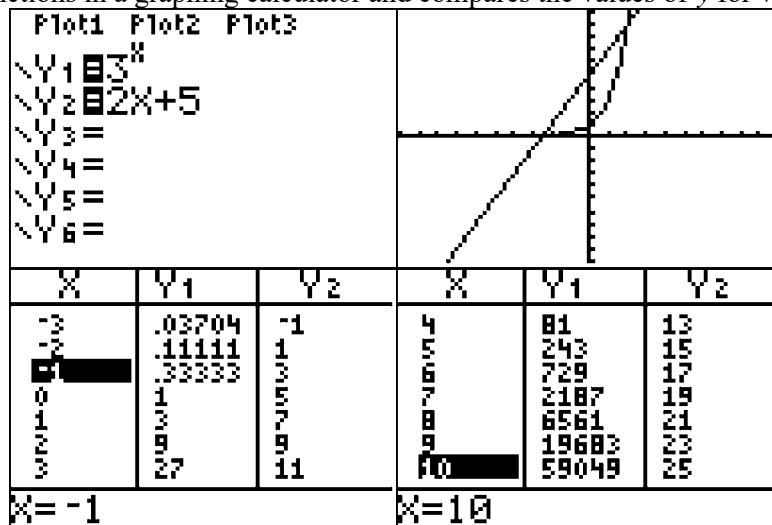 ctions in a graphing calculator and compares the values of y for v
Plot1 Plot2 Plot3
\Y1=3^X
\Y2=2X+5
\Y3=
\Y4=
\Y5=
\Y6=
X Y1 Y2
-3 .03704 -1
-2 .11111 1
-1 .33333 3
0 1 5
1 3 7
2 9 9
3 27 11
X=-1
X Y1 Y2
4 81 13
5 243 15
6 729 17
7 2187 19
8 6561 21
9 19683 23
10 59049 25
X=10